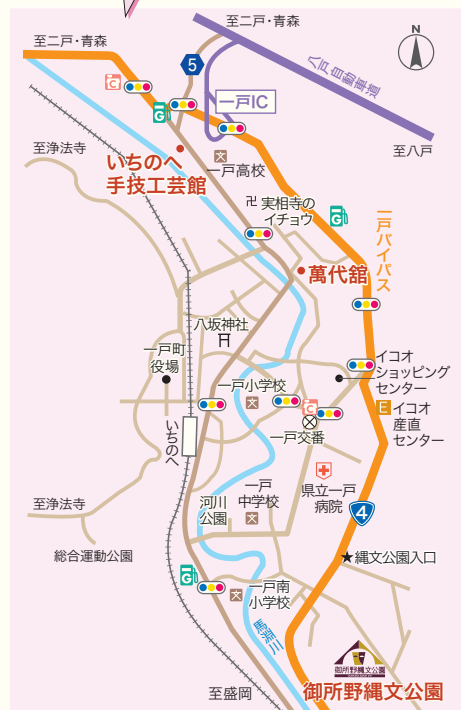 至二戸・青森
至二戸・青森
N
5
八戸自動車道
C
G
一戸IC
至八戸
至浄法寺
いちのへ
手技工芸館
文
一戸高校
卍 実相寺の
イチョウ
G
一戸バイパス
萬代舘
八坂神社
一戸町
役場
イコオ
ショッピング
センター
一戸小学校
文
C
E イコオ
産直
センター
いちのへ
一戸交番
県立一戸
病院
一戸
中学校
文
河川
公園
4
至浄法寺
総合運動公園
★縄文公園入口
G
文
一戸南
小学校
馬淵川
御所野縄文公園
至盛岡
御所野縄文公園